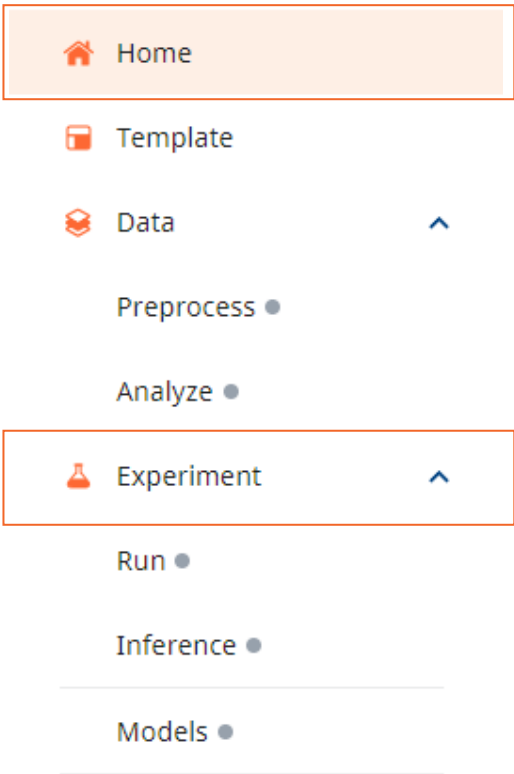 Home
Template
Data
Preprocess
Analyze
Experiment
Run
Inference
Models